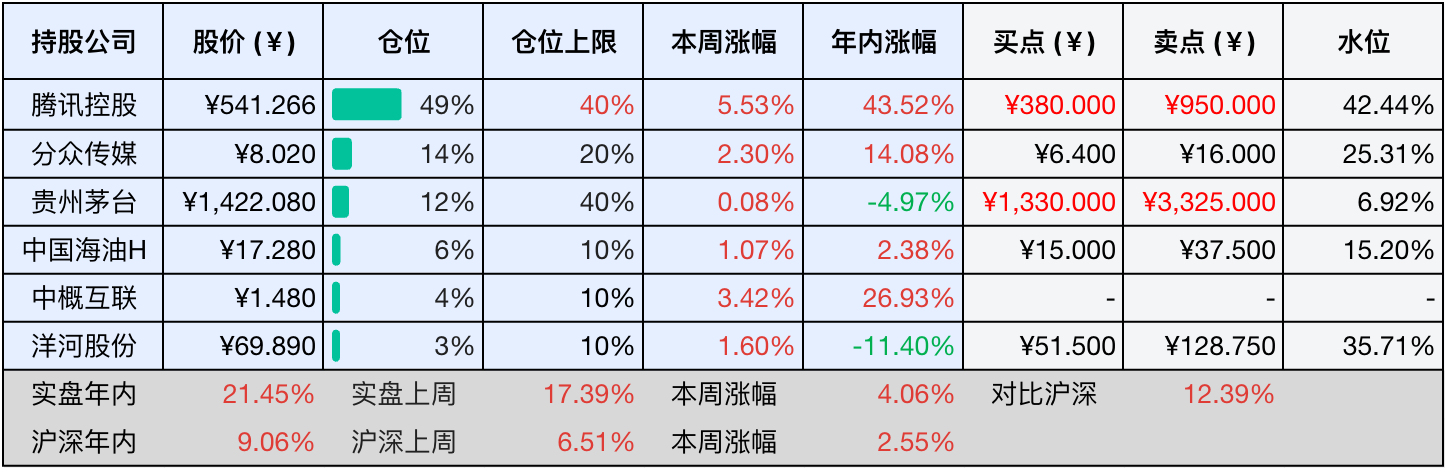 持股公司 股价 (¥) 仓位 仓位上限 本周涨幅 年内涨幅 买点 (¥) 卖点 (¥) 水位
腾讯控股 ¥541.266 49% 40% 5.53% 43.52% ¥380.000 ¥950.000 42.44%
分众传媒 ¥8.020 14% 20% 2.30% 14.08% ¥6.400 ¥16.000 25.31%
贵州茅台 ¥1,422.080 12% 40% 0.08% -4.97% ¥1,330.000 ¥3,325.000 6.92%
中国海油H ¥17.280 6% 10% 1.07% 2.38% ¥15.000 ¥37.500 15.20%
中概互联 ¥1.480 4% 10% 3.42% 26.93% - - -
洋河股份 ¥69.890 3% 10% 1.60% -11.40% ¥51.500 ¥128.750 35.71%
实盘年内 21.45% 实盘上周 17.39% 本周涨幅 4.06% 对比沪深 12.39%
沪深年内 9.06% 沪深上周 6.51% 本周涨幅 2.55%